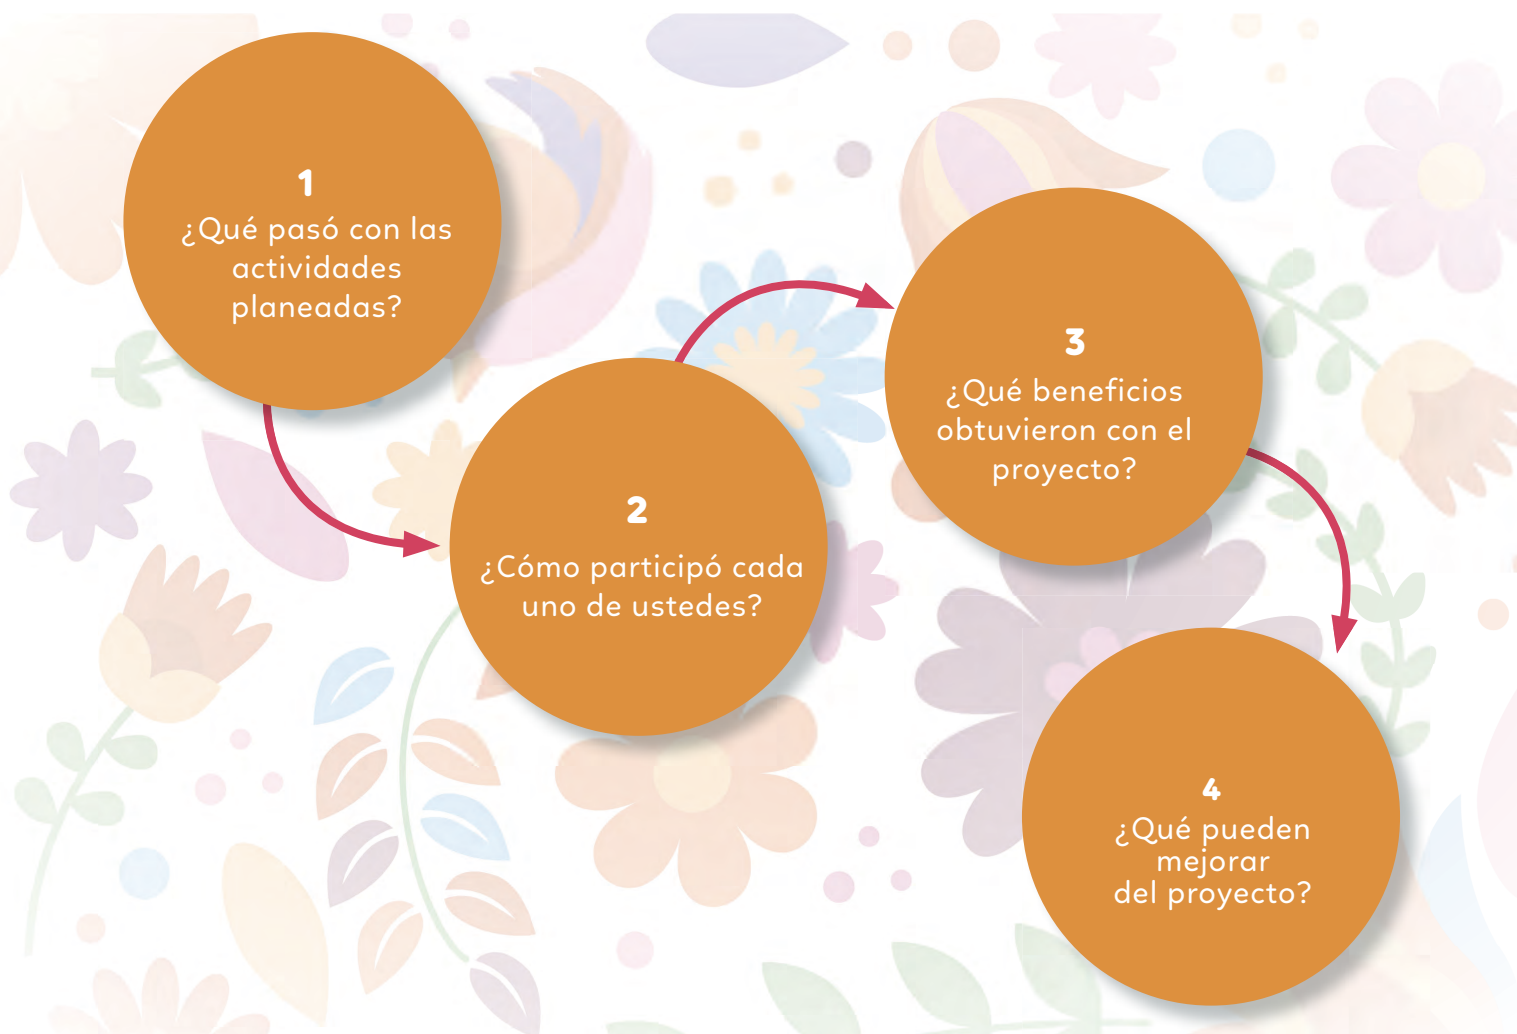 1
¿Qué pasó con las
actividades
planeadas?
2
¿Cómo participó cada
uno de ustedes?
3
¿Qué beneficios
obtuvieron con el
proyecto?
4
¿Qué pueden
mejorar
del proyecto?